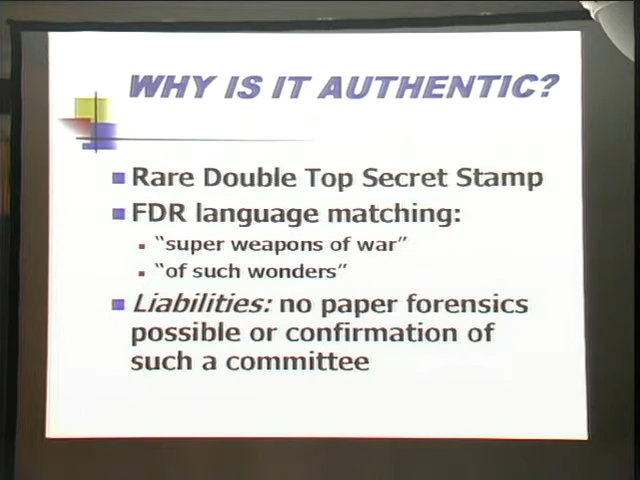 WHY IS IT AUTHENTIC?
Rare Double Top Secret Stamp
FDR language matching:
“super weapons of war”
“of such wonders”
Liabilities: no paper forensics
possible or confirmation of
such a committee